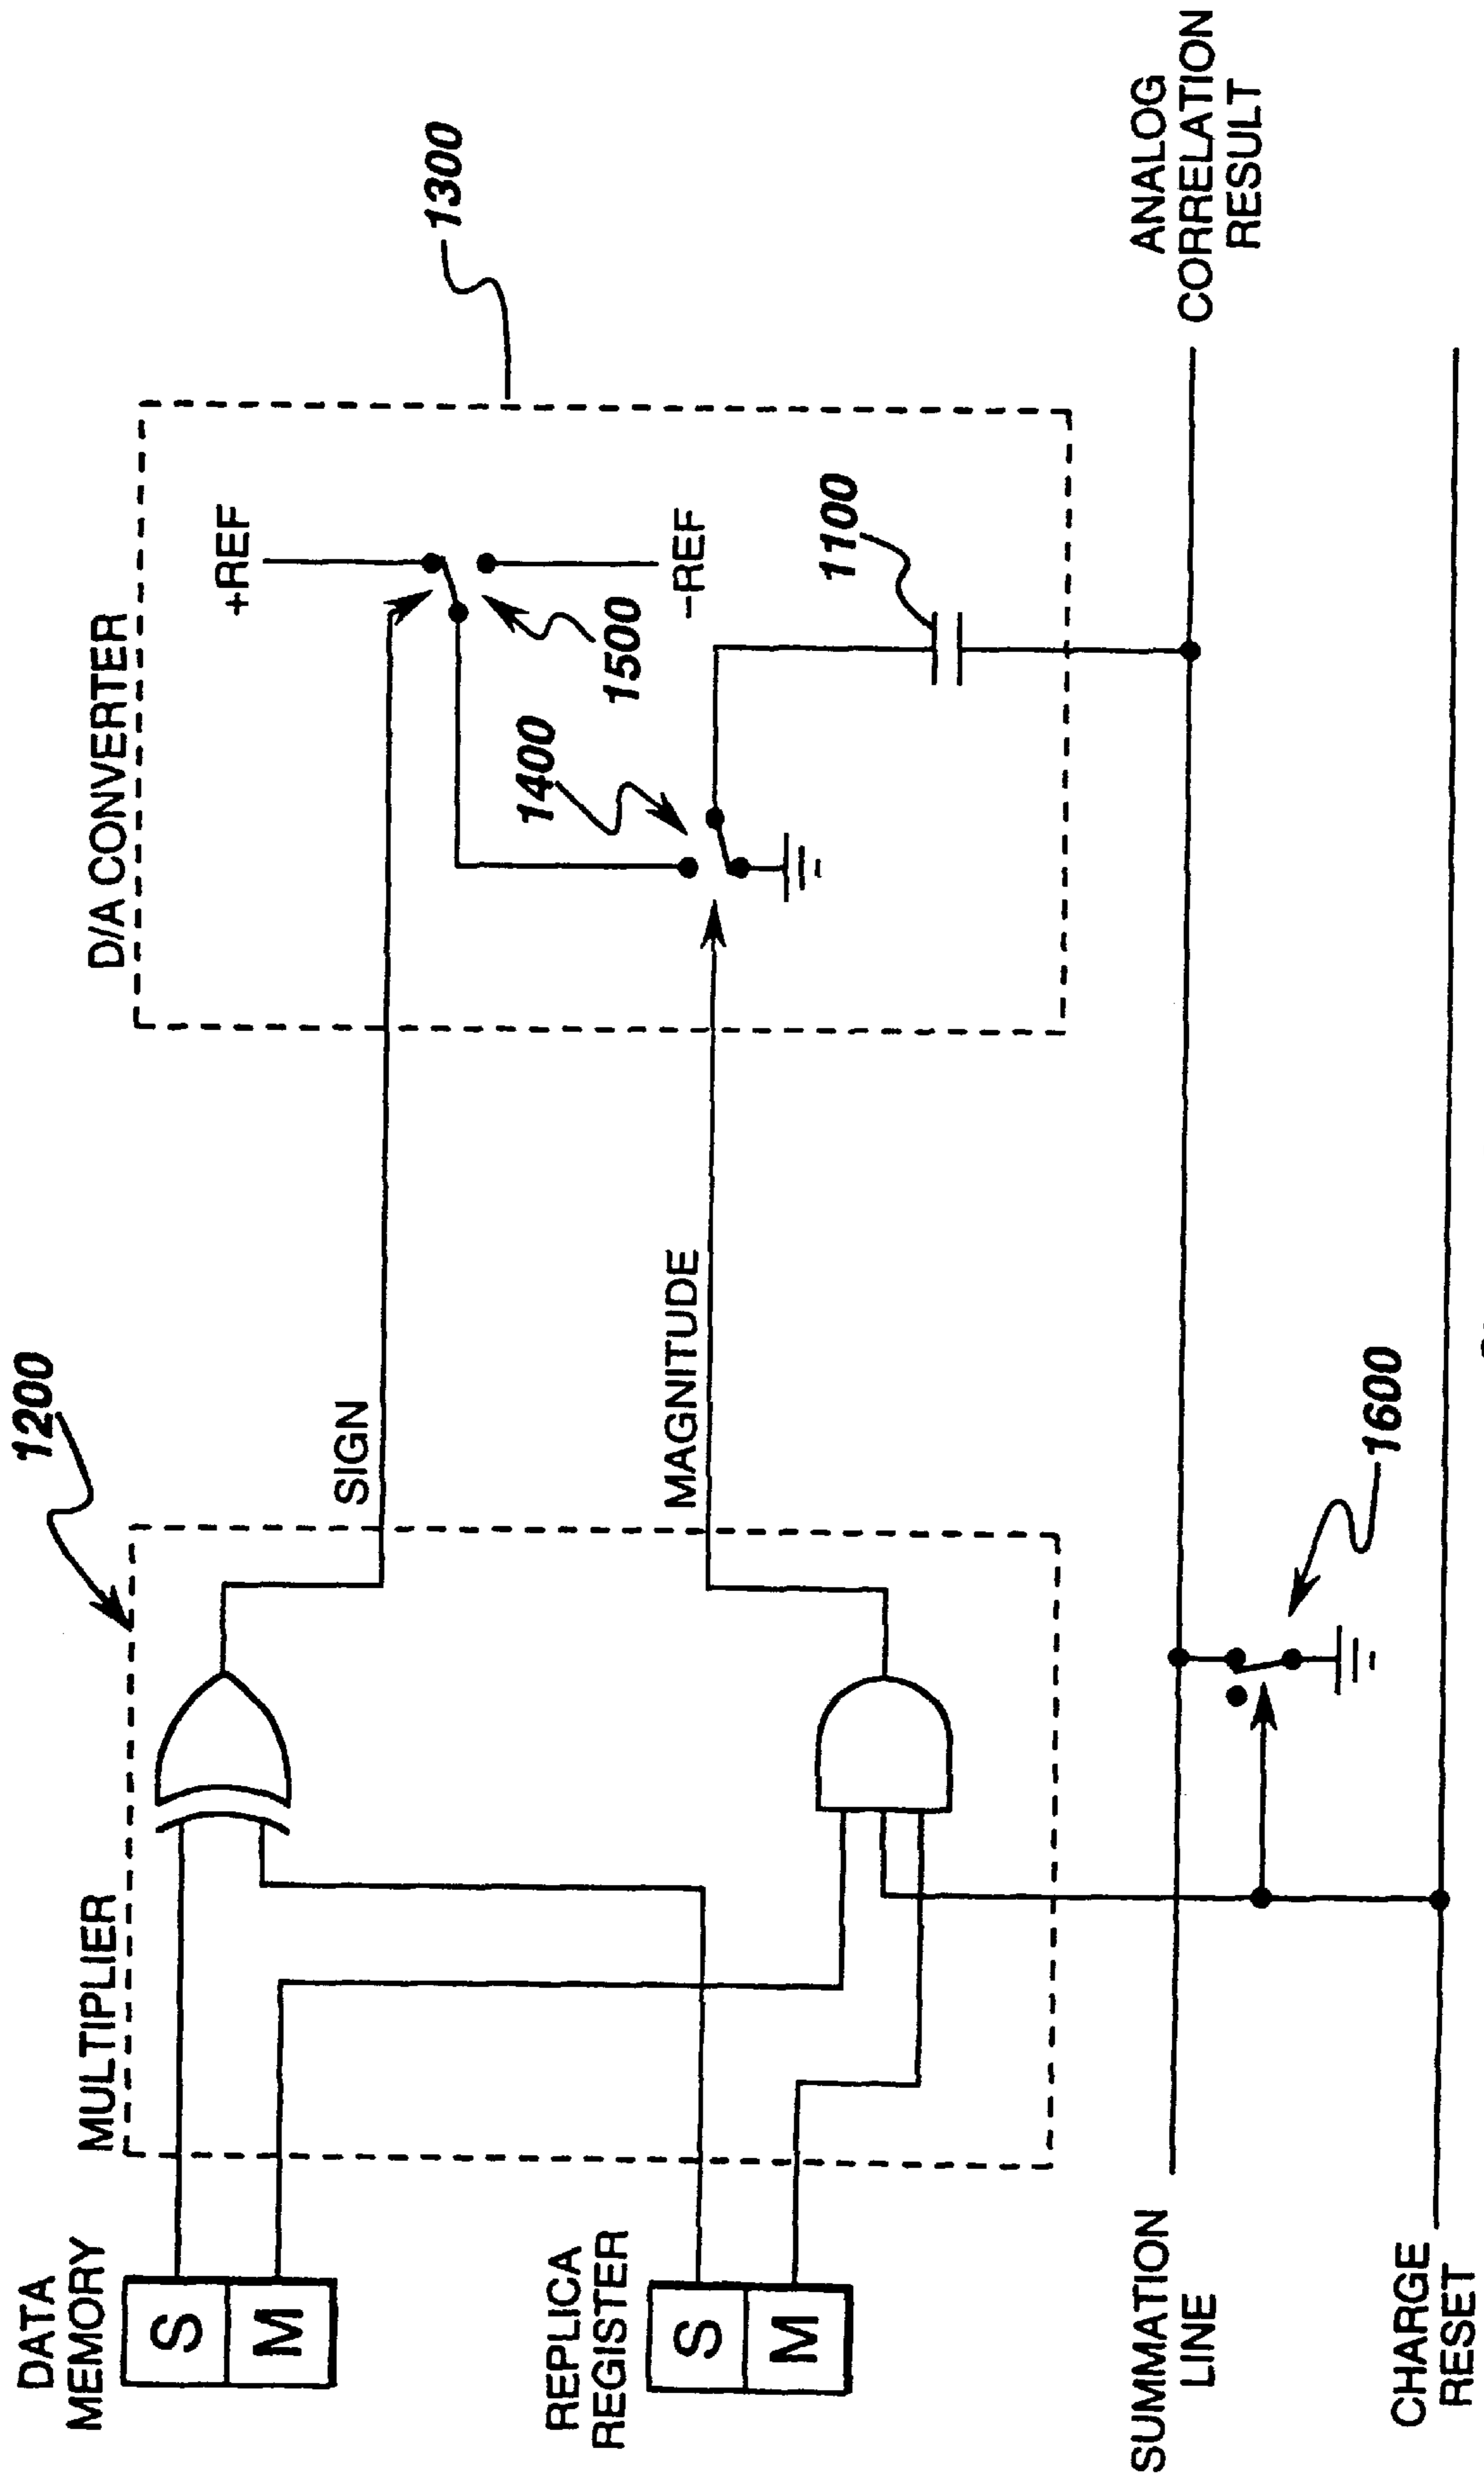 1200
MULTIPLIER
D/A CONVERTER
1300
DATA
MEMORY
S
M
SIGN
+REF
1500
-REF
1400
1100
REPLICA
REGISTER
S
M
MAGNITUDE
SUMMATION
LINE
ANALOG
CORRELATION
RESULT
1600
CHARGE
RESET